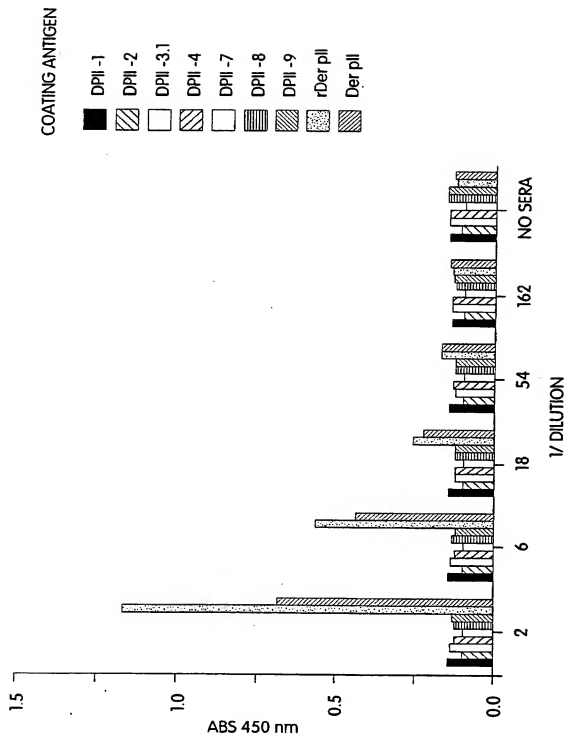 COATING ANTIGEN
DPII -1
DPII -2
DPII -3.1
DPII -4
DPII -7
DPII -8
DPII -9
rDer pII
Der pII
1.5
1.0
0.5
0.0
ABS 450 nm
2
6
18
54
162
NO SERA
1/ DILUTION